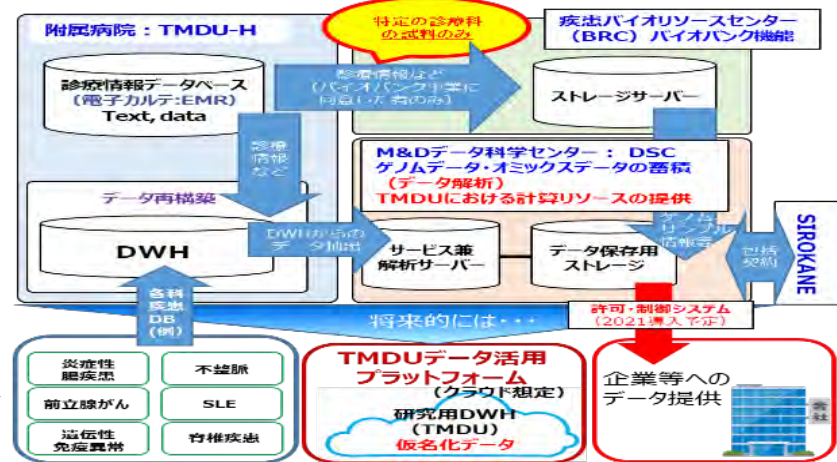 附属病院：TMDU-H
特定の診療科
の試料のみ
疾患バイオリソースセンター
（BRC）バイオバンク機能
診療情報データベース
（電子カルテ:EMR）
Text, data
診療情報など
（バイオバンク事業に
同意した者のみ）
ストレージサーバー
診療
情報
など
M&Dデータ科学センター： DSC
ゲノムデータ・オミックスデータの蓄積
（データ解析）
TMDUにおける計算リソースの提供
データ再構築
DWH
DWHからの
データ抽出
サービス兼
解析サーバー
データ保存用
ストレージ
ゲノム
サンプル
情報等
包括
契約
SIROKANE
各科
疾患
DB
(例)
将来的には・・・
許可・制御システム
（2021導入予定）
炎症性
腸疾患
不整脈
前立腺がん
SLE
遺伝性
免疫異常
脊椎疾患
TMDUデータ活用
プラットフォーム
（クラウド想定）
研究用DWH
（TMDU）
仮名化データ
企業等への
データ提供
会社